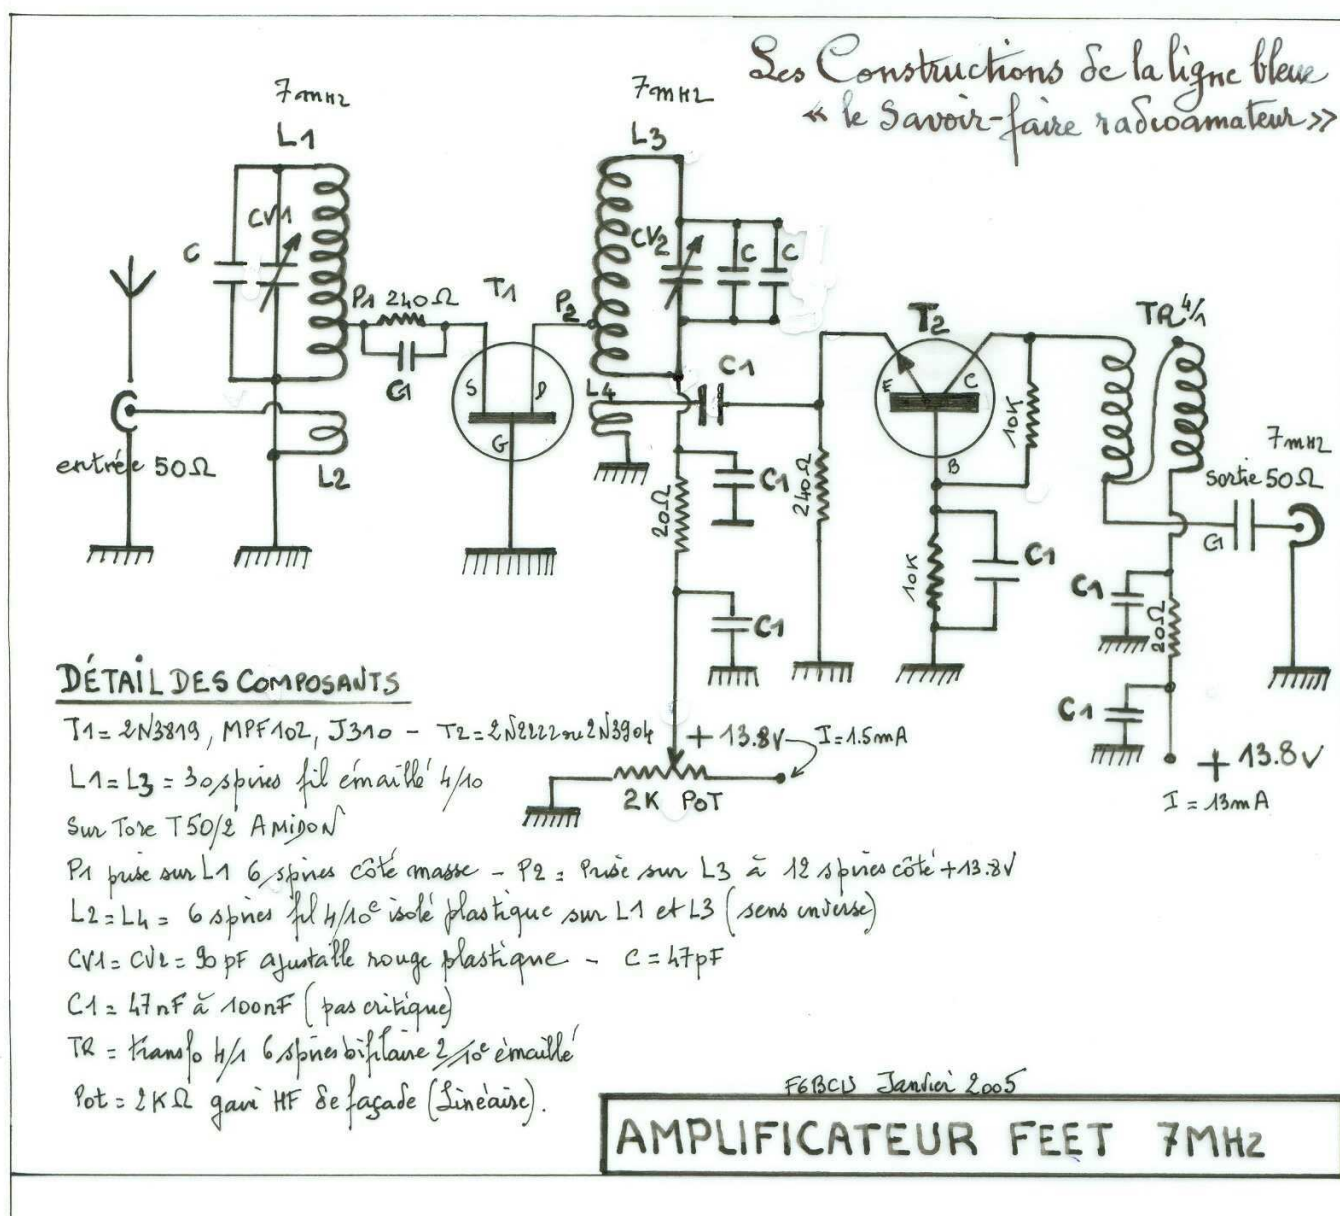 Les Constructions de la ligne bleue
« le Savoir-faire radioamateur »
7mHz
L1
CV1
C
P1 240Ω
C1
entrée 50Ω
L2
T1
S
D
G
7mHz
L3
CV2
C
C
P2
L4
C1
20Ω
C1
C1
240Ω
T2
E
C
B
10K
10K
C1
TR 4/1
7mHz
Sortie 50Ω
C1
C1
20Ω
C1
+ 13.8V
I = 13mA
+ 13.8V
I=1.5mA
2K POT
DÉTAIL DES COMPOSANTS
T1 = 2N3819, MPF102, J310 - T2 = 2N2222 ou 2N3904
L1 = L3 = 30 spires fil émaillé 4/10
Sur Tore T50/2 AMIDON
P1 prise sur L1 6 spires côté masse - P2 = Prise sur L3 à 12 spires côté +13.8V
L2 = L4 = 6 spires fil 4/10e isolé plastique sur L1 et L3 (sens inverse)
CV1 = CV2 = 90 pF ajustable rouge plastique - C = 47pF
C1 = 47nF à 100nF (pas critique)
TR = transfo 4/1 6 spires bifilaire 2/10e émaillé
Pot = 2KΩ gain HF de façade (Linéaire).
F6BCU Janvier 2005
AMPLIFICATEUR FEET 7MHz